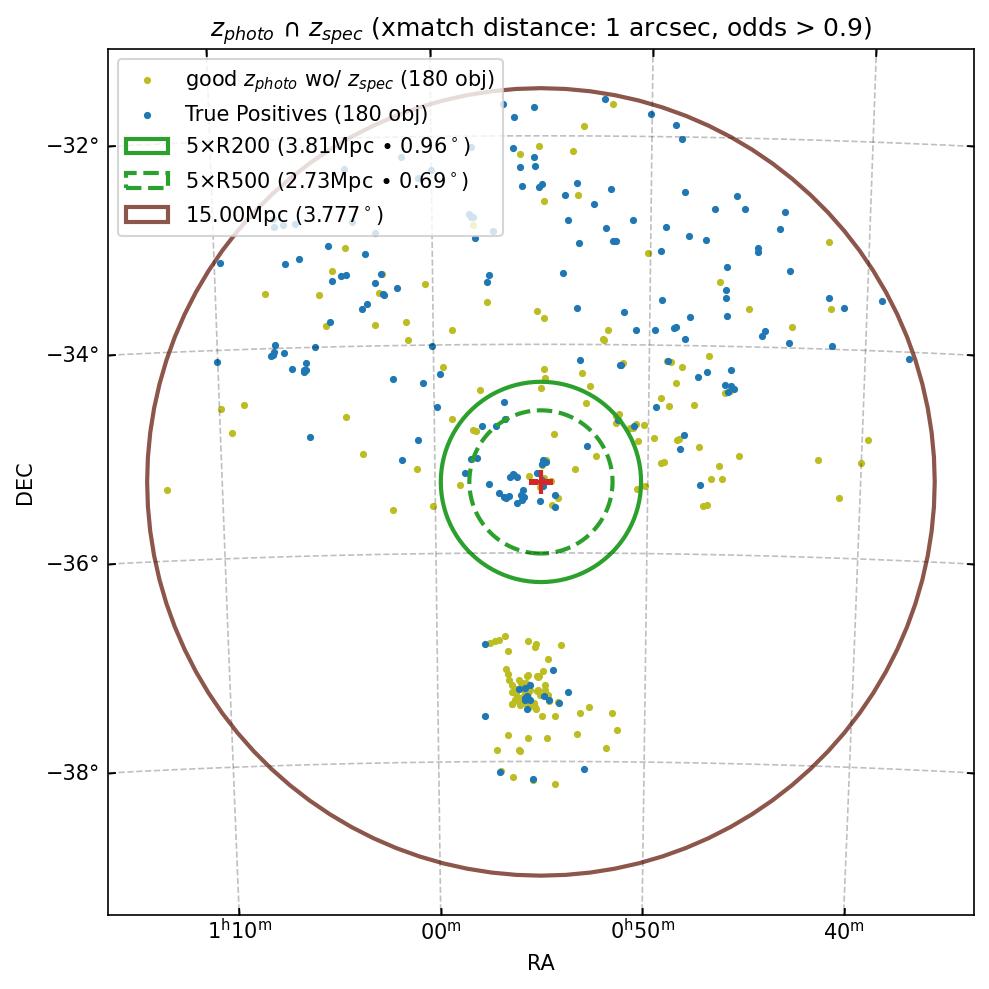 z_photo ∩ z_spec (xmatch distance: 1 arcsec, odds > 0.9)
good z_photo wo/ z_spec (180 obj)
True Positives (180 obj)
5×R200 (3.81Mpc • 0.96°)
5×R500 (2.73Mpc • 0.69°)
15.00Mpc (3.777°)
−32°
−34°
−36°
−38°
DEC
1h10m
00m
0h50m
40m
RA